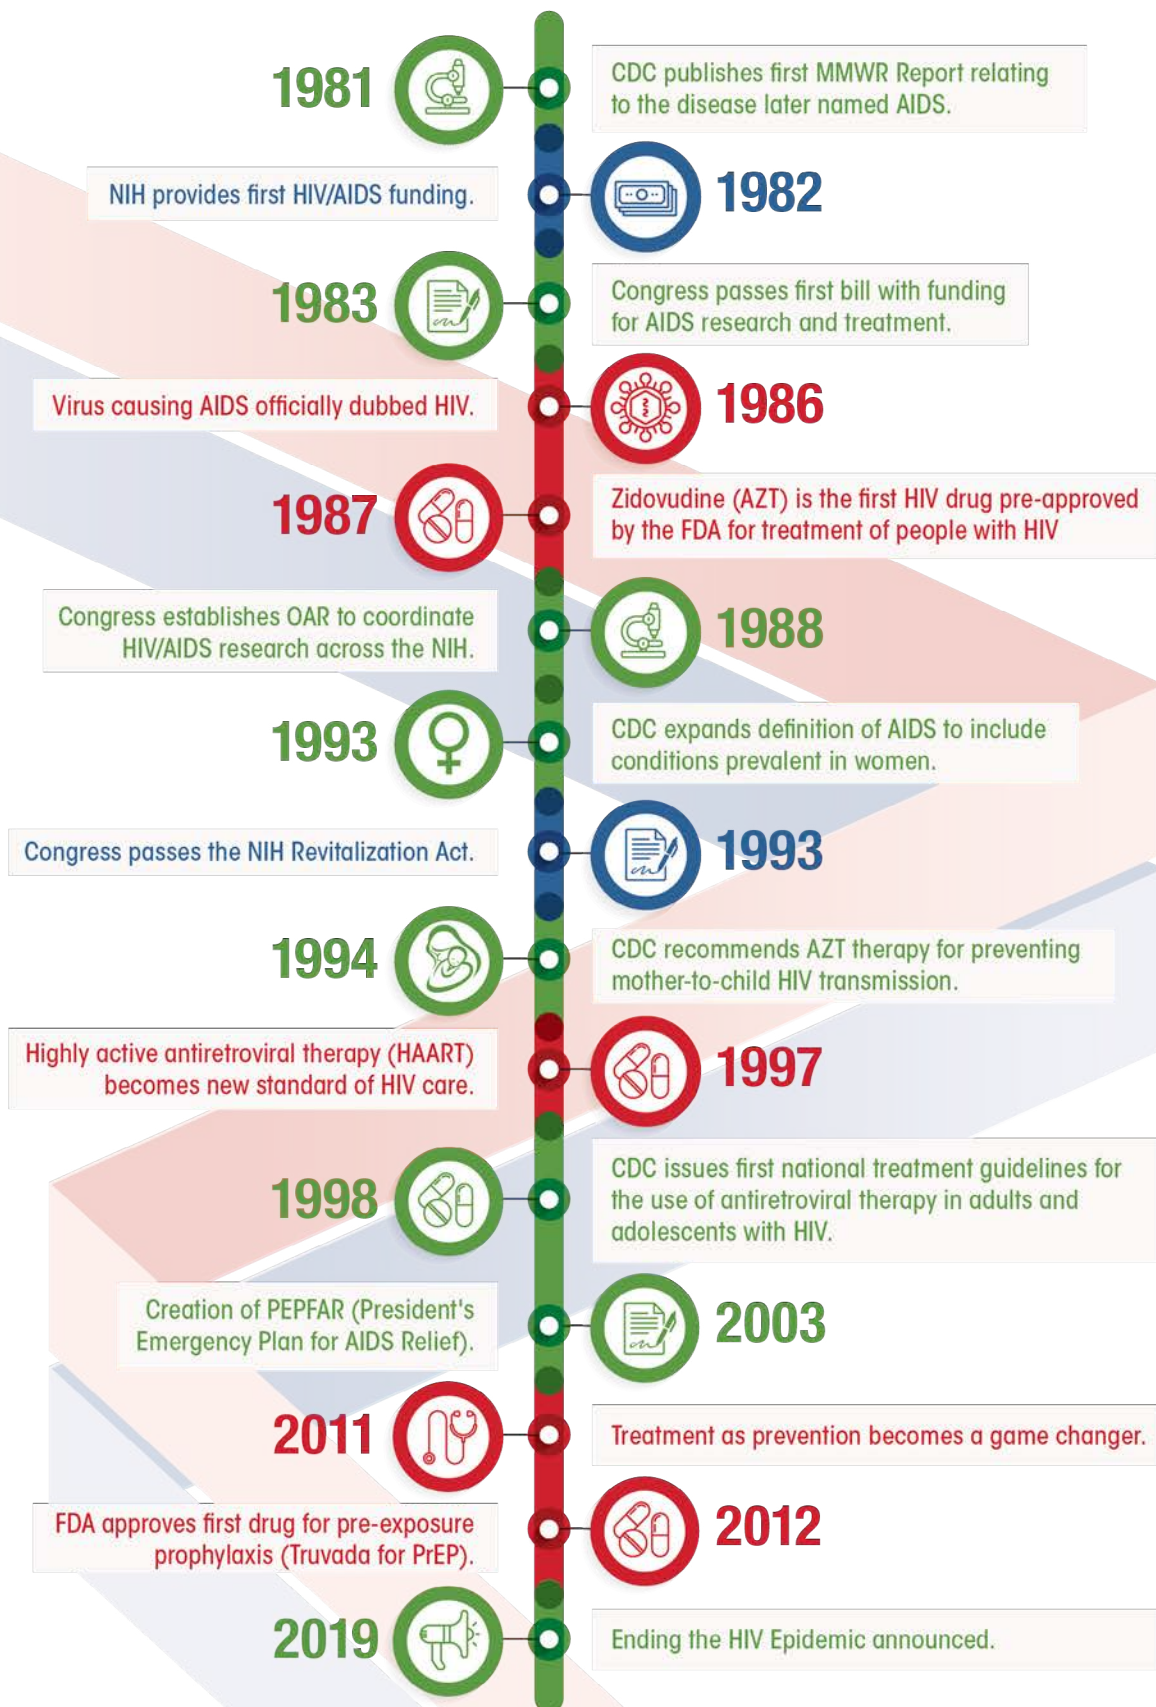 1981
CDC publishes first MMWR Report relating
to the disease later named AIDS.
NIH provides first HIV/AIDS funding.
1982
1983
Congress passes first bill with funding
for AIDS research and treatment.
Virus causing AIDS officially dubbed HIV.
1986
1987
Zidovudine (AZT) is the first HIV drug pre-approved
by the FDA for treatment of people with HIV
Congress establishes OAR to coordinate
HIV/AIDS research across the NIH.
1988
1993
CDC expands definition of AIDS to include
conditions prevalent in women.
Congress passes the NIH Revitalization Act.
1993
1994
CDC recommends AZT therapy for preventing
mother-to-child HIV transmission.
Highly active antiretroviral therapy (HAART)
becomes new standard of HIV care.
1997
1998
CDC issues first national treatment guidelines for
the use of antiretroviral therapy in adults and
adolescents with HIV.
Creation of PEPFAR (President's
Emergency Plan for AIDS Relief).
2003
2011
Treatment as prevention becomes a game changer.
FDA approves first drug for pre-exposure
prophylaxis (Truvada for PrEP).
2012
2019
Ending the HIV Epidemic announced.